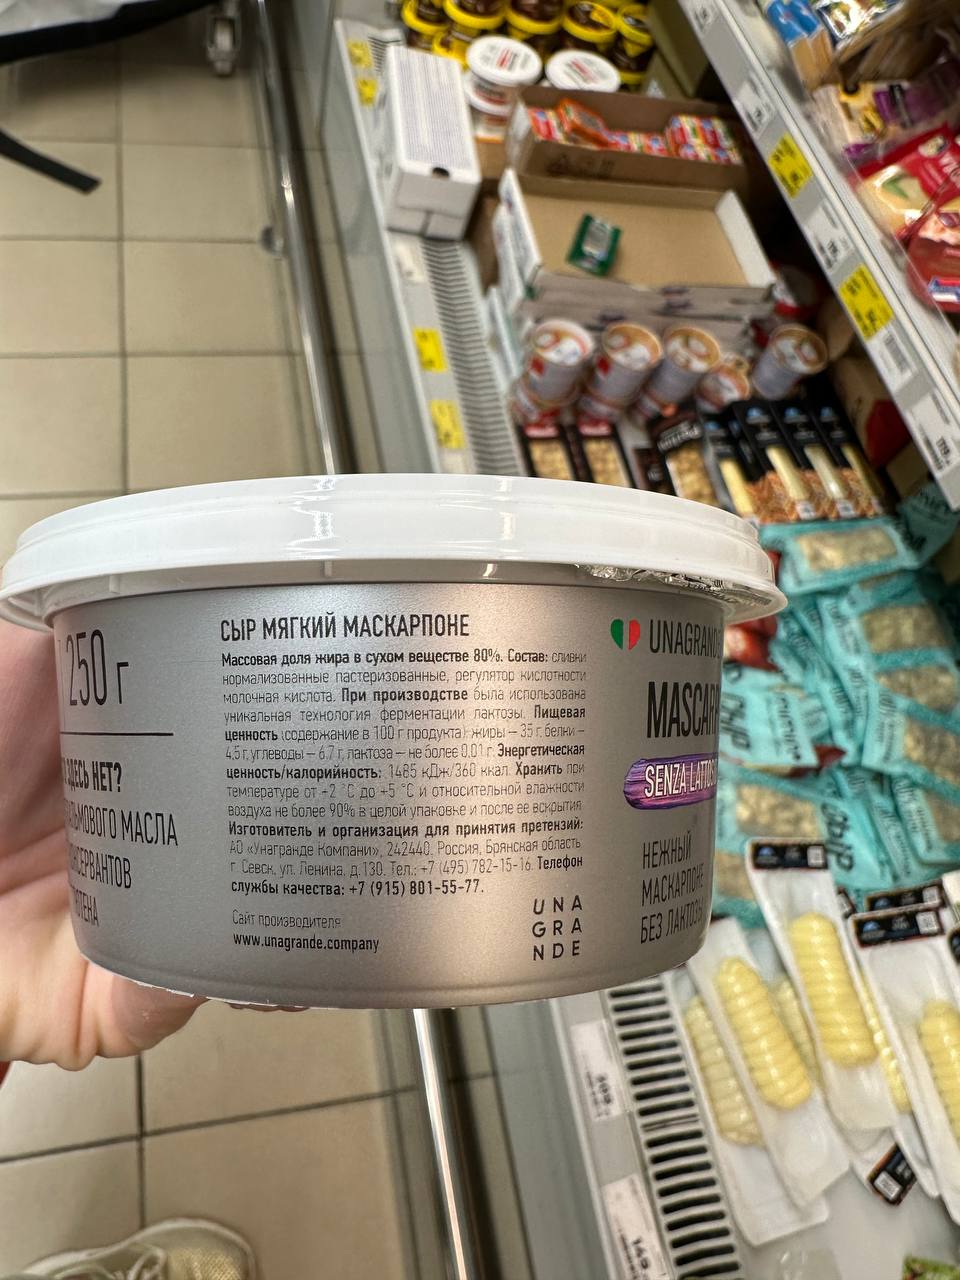 250 г
ЗДЕСЬ НЕТ?
МАСЛА
СЫР МЯГКИЙ МАСКАРПОНЕ
Массовая доля жира в сухом веществе 80%. Состав: сливки
нормализованные пастеризованные, регулятор кислотности
молочная кислота. При производстве была использована
уникальная технология ферментации лактозы. Пищевая
ценность (содержание в 100 г продукта): жиры – 35 г, белки –
4,5 г, углеводы – 6,7 г, лактоза – не более 0,01 г. Энергетическая
ценность/калорийность: 1485 кДж/360 ккал. Хранить при
температуре от +2 °С до +5 °С и относительной влажности
воздуха не более 90% в целой упаковке и после ее вскрытия.
Изготовитель и организация для принятия претензий:
АО «Унагранде Компани», 242440, Россия, Брянская область,
г. Севск, ул. Ленина, д.130. Тел.: +7 (495) 782-15-16. Телефон
службы качества: +7 (915) 801-55-77.
Сайт производителя
www.unagrande.company
UNA
GRA
NDE
UNAGRANDE
MASCARP
SENZA LATTOS
НЕЖНЫЙ
МАСКАРПОНЕ
БЕЗ ЛАКТОЗЫ